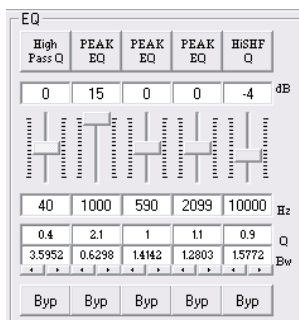 EQ
High Pass Q PEAK EQ PEAK EQ PEAK EQ HiSHF Q
0 15 0 0 -4 dB
40 1000 590 2099 10000 Hz
0.4 2.1 1 1.1 0.9 Q
3.5952 0.6298 1.4142 1.2803 1.5772 Bw
Byp Byp Byp Byp Byp